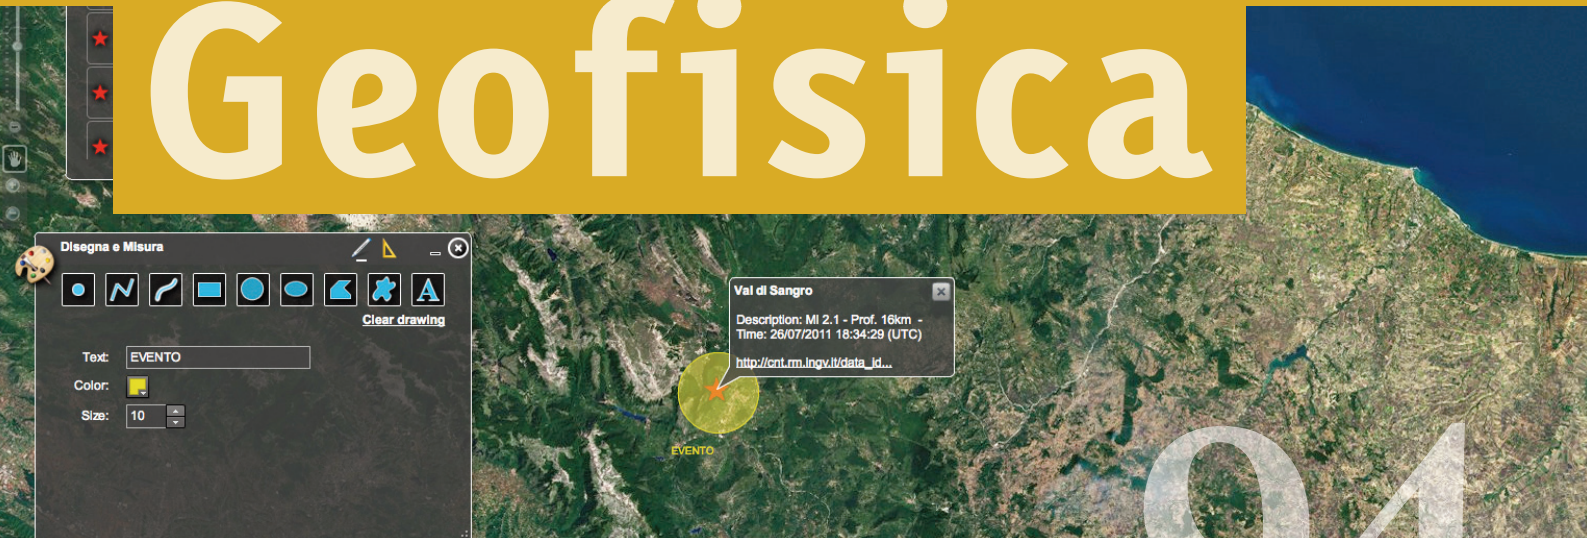 Geofisica
Disegna e Misura
A
Clear drawing
Text: EVENTO
Color:
Size: 10
Val di Sangro
Description: Ml 2.1 - Prof. 16km -
Time: 26/07/2011 18:34:29 (UTC)
http://cnt.rm.ingv.it/data_id...
EVENTO